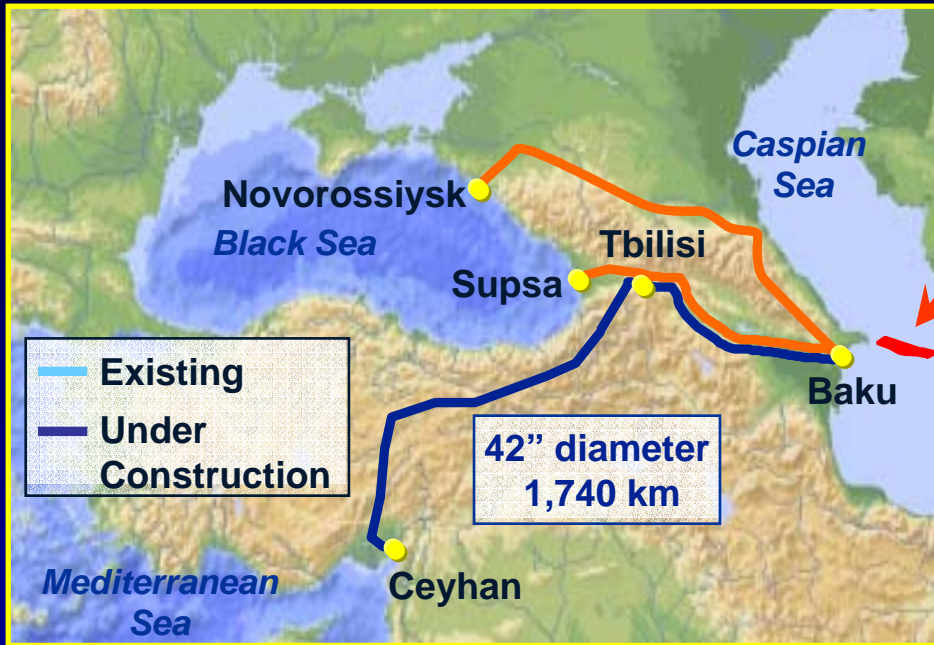 Caspian
Sea
Novorossiysk
Black Sea
Tbilisi
Supsa
Existing
Under
Construction
Baku
42” diameter
1,740 km
Mediterranean
Sea
Ceyhan